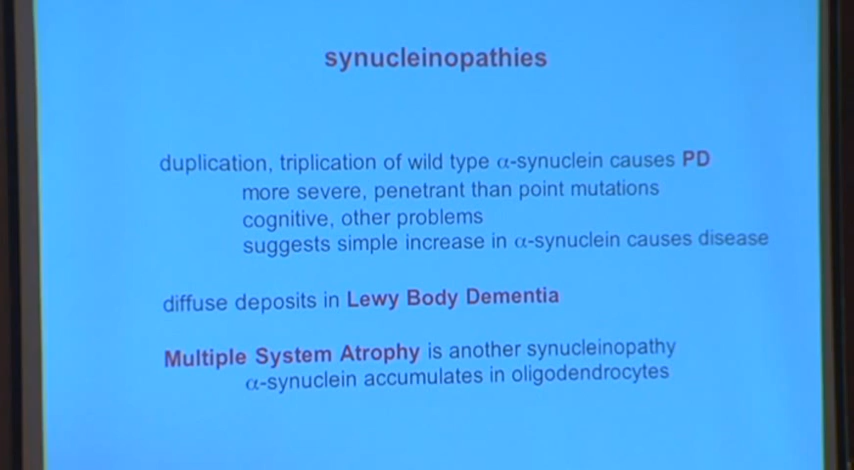 synucleinopathies
duplication, triplication of wild type α-synuclein causes PD
more severe, penetrant than point mutations
cognitive, other problems
suggests simple increase in α-synuclein causes disease
diffuse deposits in Lewy Body Dementia
Multiple System Atrophy is another synucleinopathy
α-synuclein accumulates in oligodendrocytes